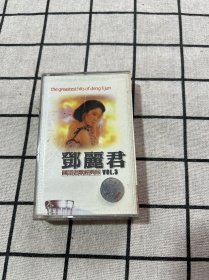 the greatest hits of deng li jun
鄧麗君
VOL.3